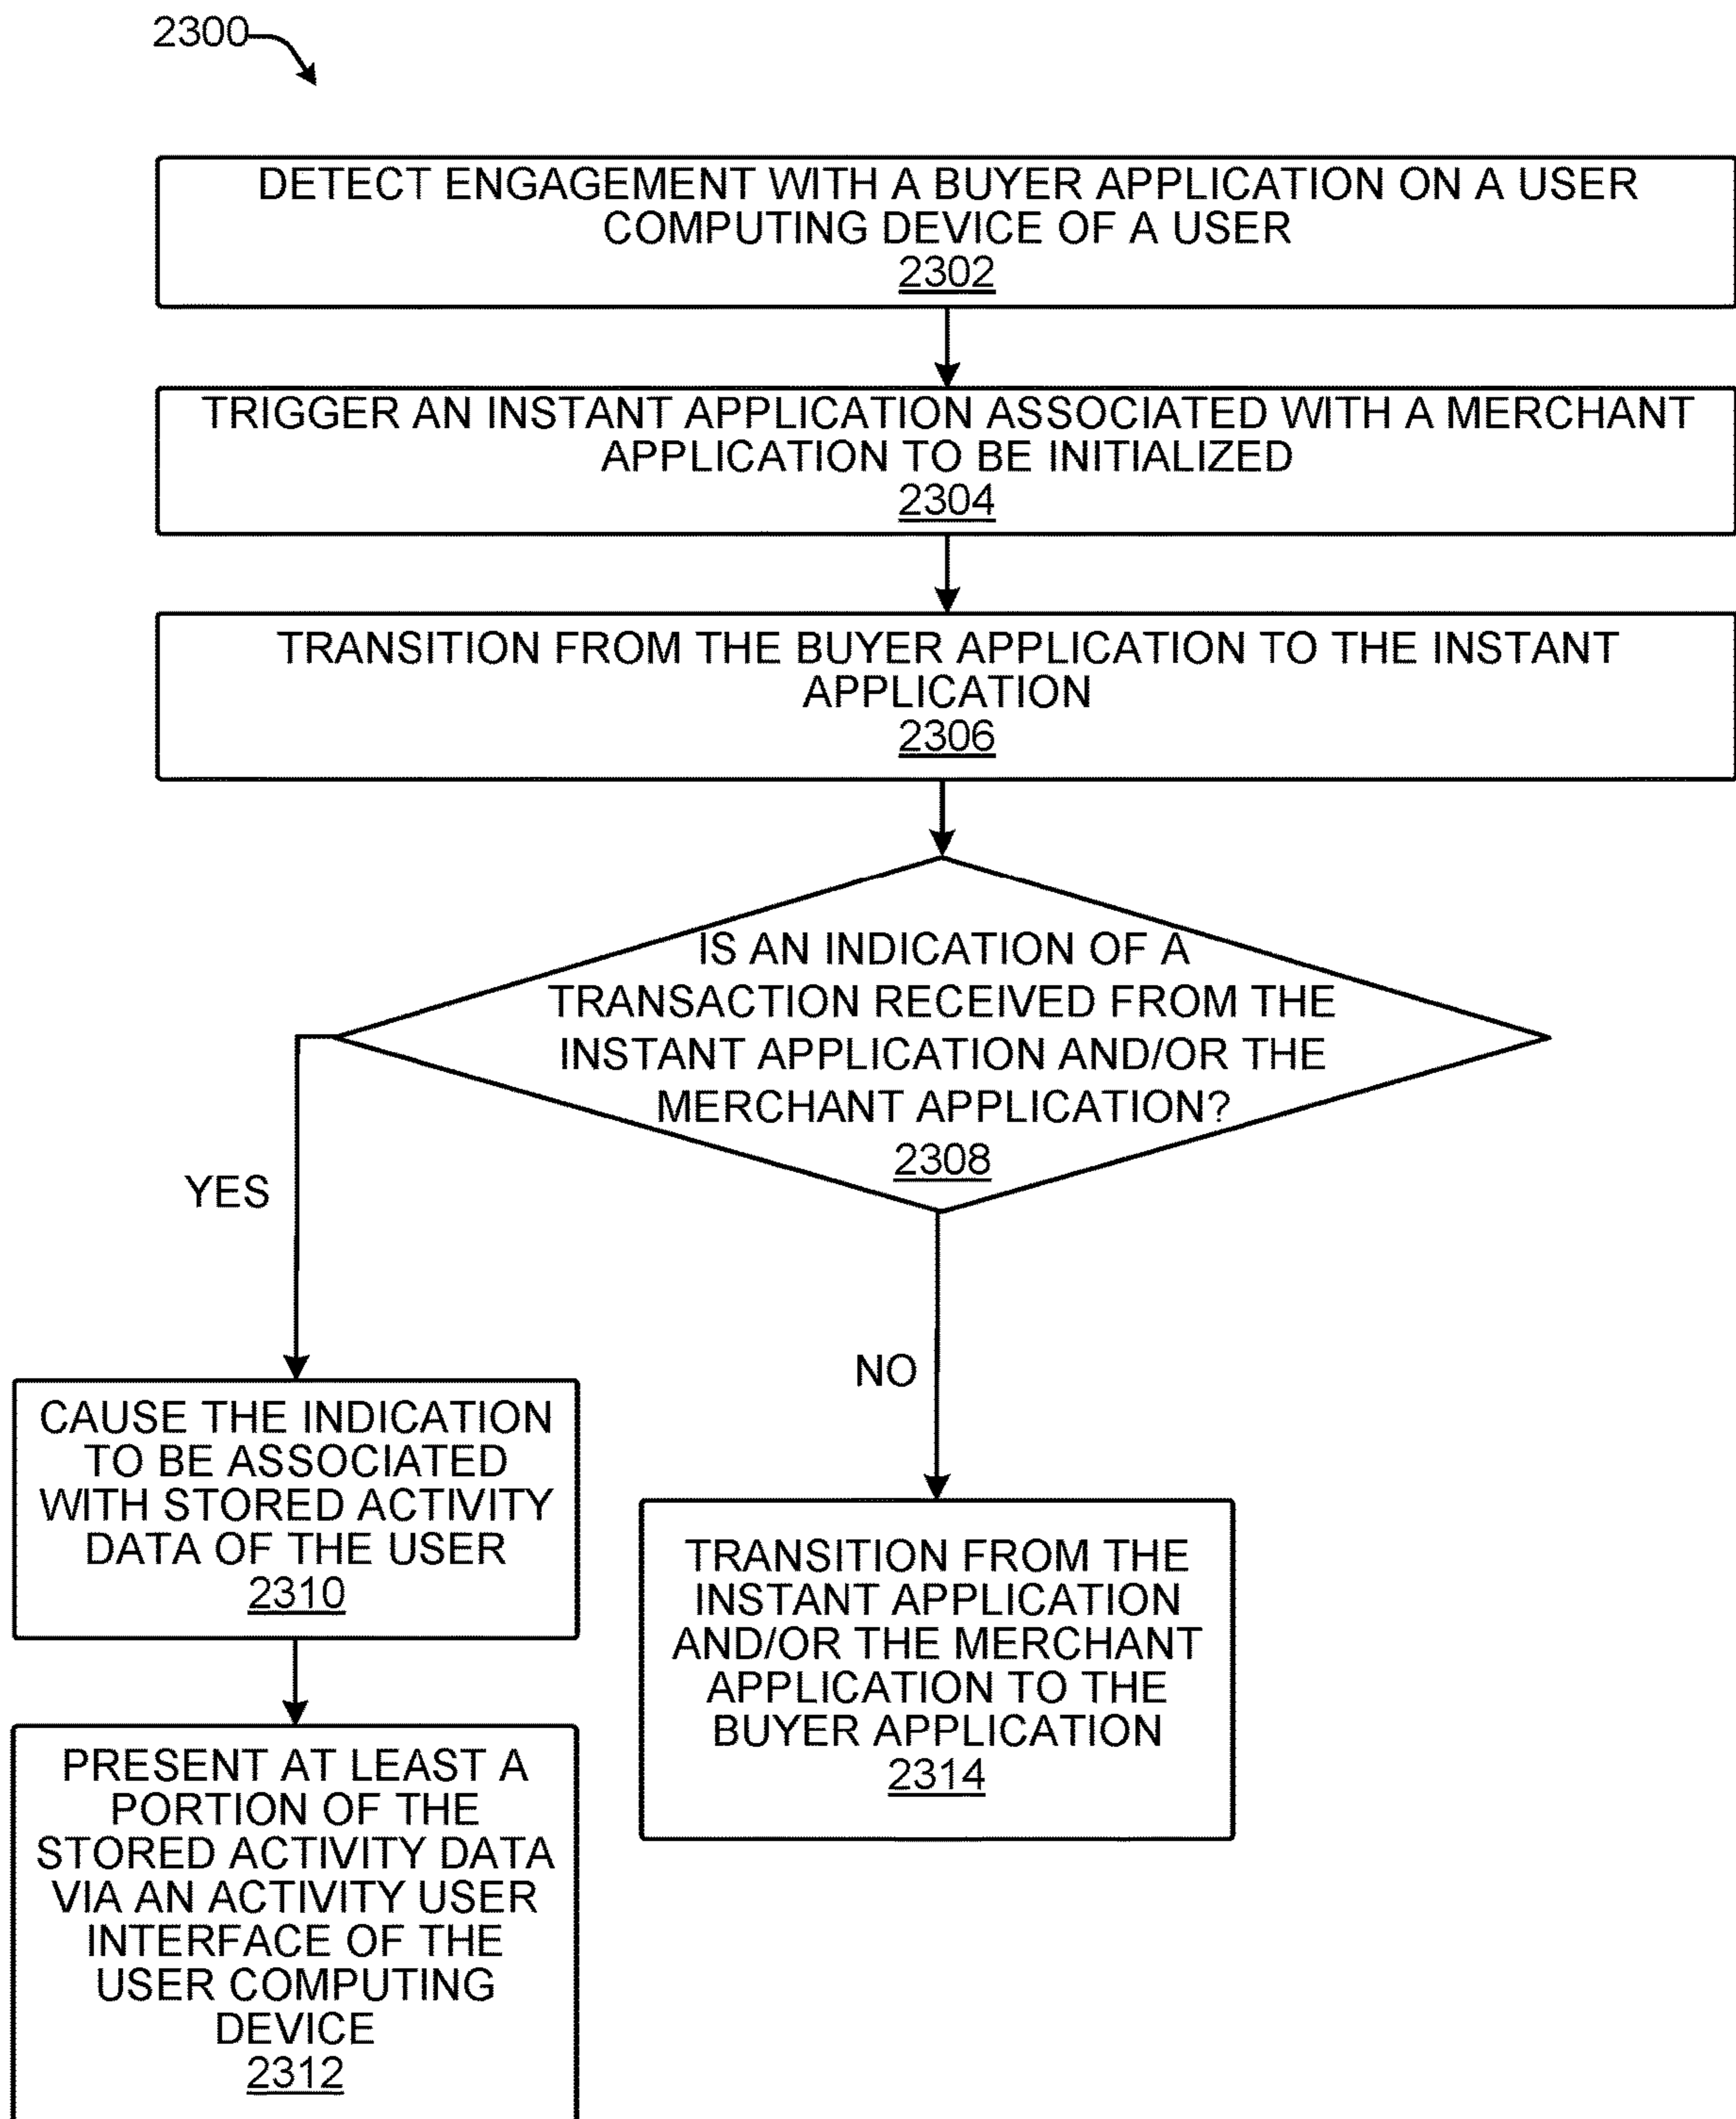 2300
DETECT ENGAGEMENT WITH A BUYER APPLICATION ON A USER
COMPUTING DEVICE OF A USER
2302
TRIGGER AN INSTANT APPLICATION ASSOCIATED WITH A MERCHANT
APPLICATION TO BE INITIALIZED
2304
TRANSITION FROM THE BUYER APPLICATION TO THE INSTANT
APPLICATION
2306
IS AN INDICATION OF A
TRANSACTION RECEIVED FROM THE
INSTANT APPLICATION AND/OR THE
MERCHANT APPLICATION?
2308
YES
NO
CAUSE THE INDICATION
TO BE ASSOCIATED
WITH STORED ACTIVITY
DATA OF THE USER
2310
PRESENT AT LEAST A
PORTION OF THE
STORED ACTIVITY DATA
VIA AN ACTIVITY USER
INTERFACE OF THE
USER COMPUTING
DEVICE
2312
TRANSITION FROM THE
INSTANT APPLICATION
AND/OR THE MERCHANT
APPLICATION TO THE
BUYER APPLICATION
2314